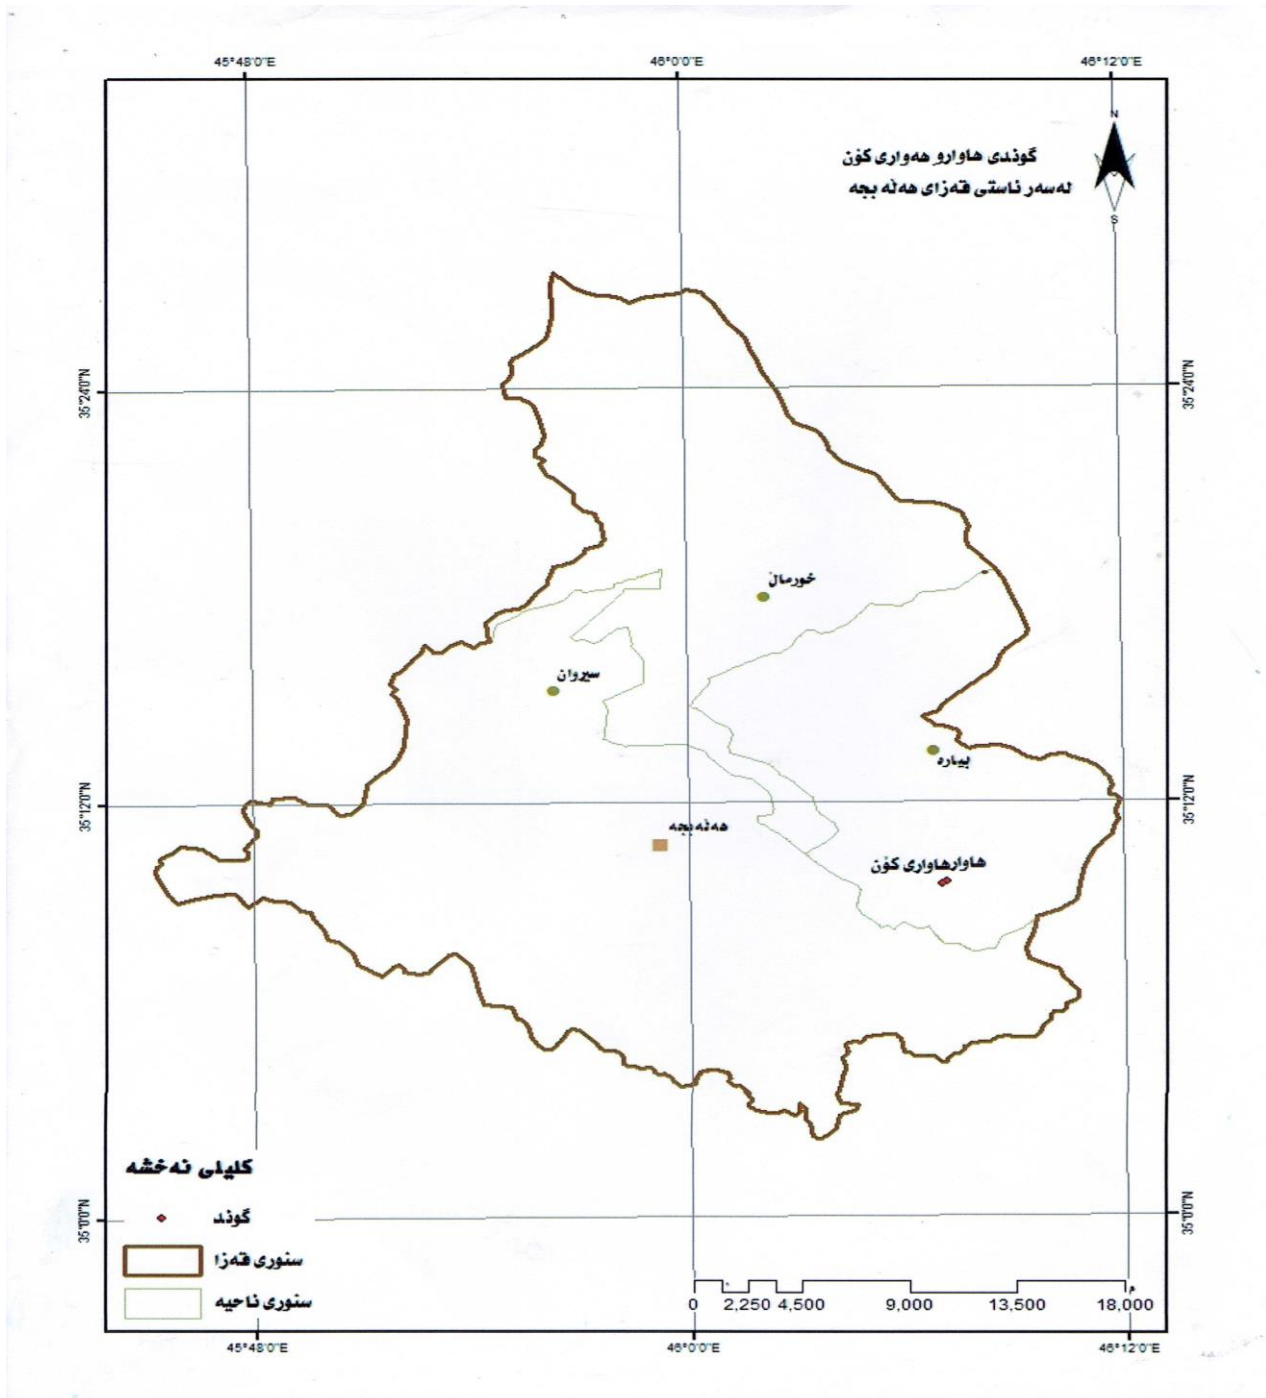 45°48'0"E
46°0'0"E
46°12'0"E
N
گوندی هاوارو هەواری کۆن
لەسەر ئاستی قەزای هەڵەبجە
S
35°24'0"N
35°24'0"N
خورماڵ
سیروان
بیارە
35°12'0"N
35°12'0"N
هەڵەبجە
هاوارهاواری کۆن
کلیلی نەخشە
گوند
سنوری قەزا
سنوری ناحیە
35°0'0"N
35°0'0"N
0 2,250 4,500 9,000 13,500 18,000
م
45°48'0"E
46°0'0"E
46°12'0"E